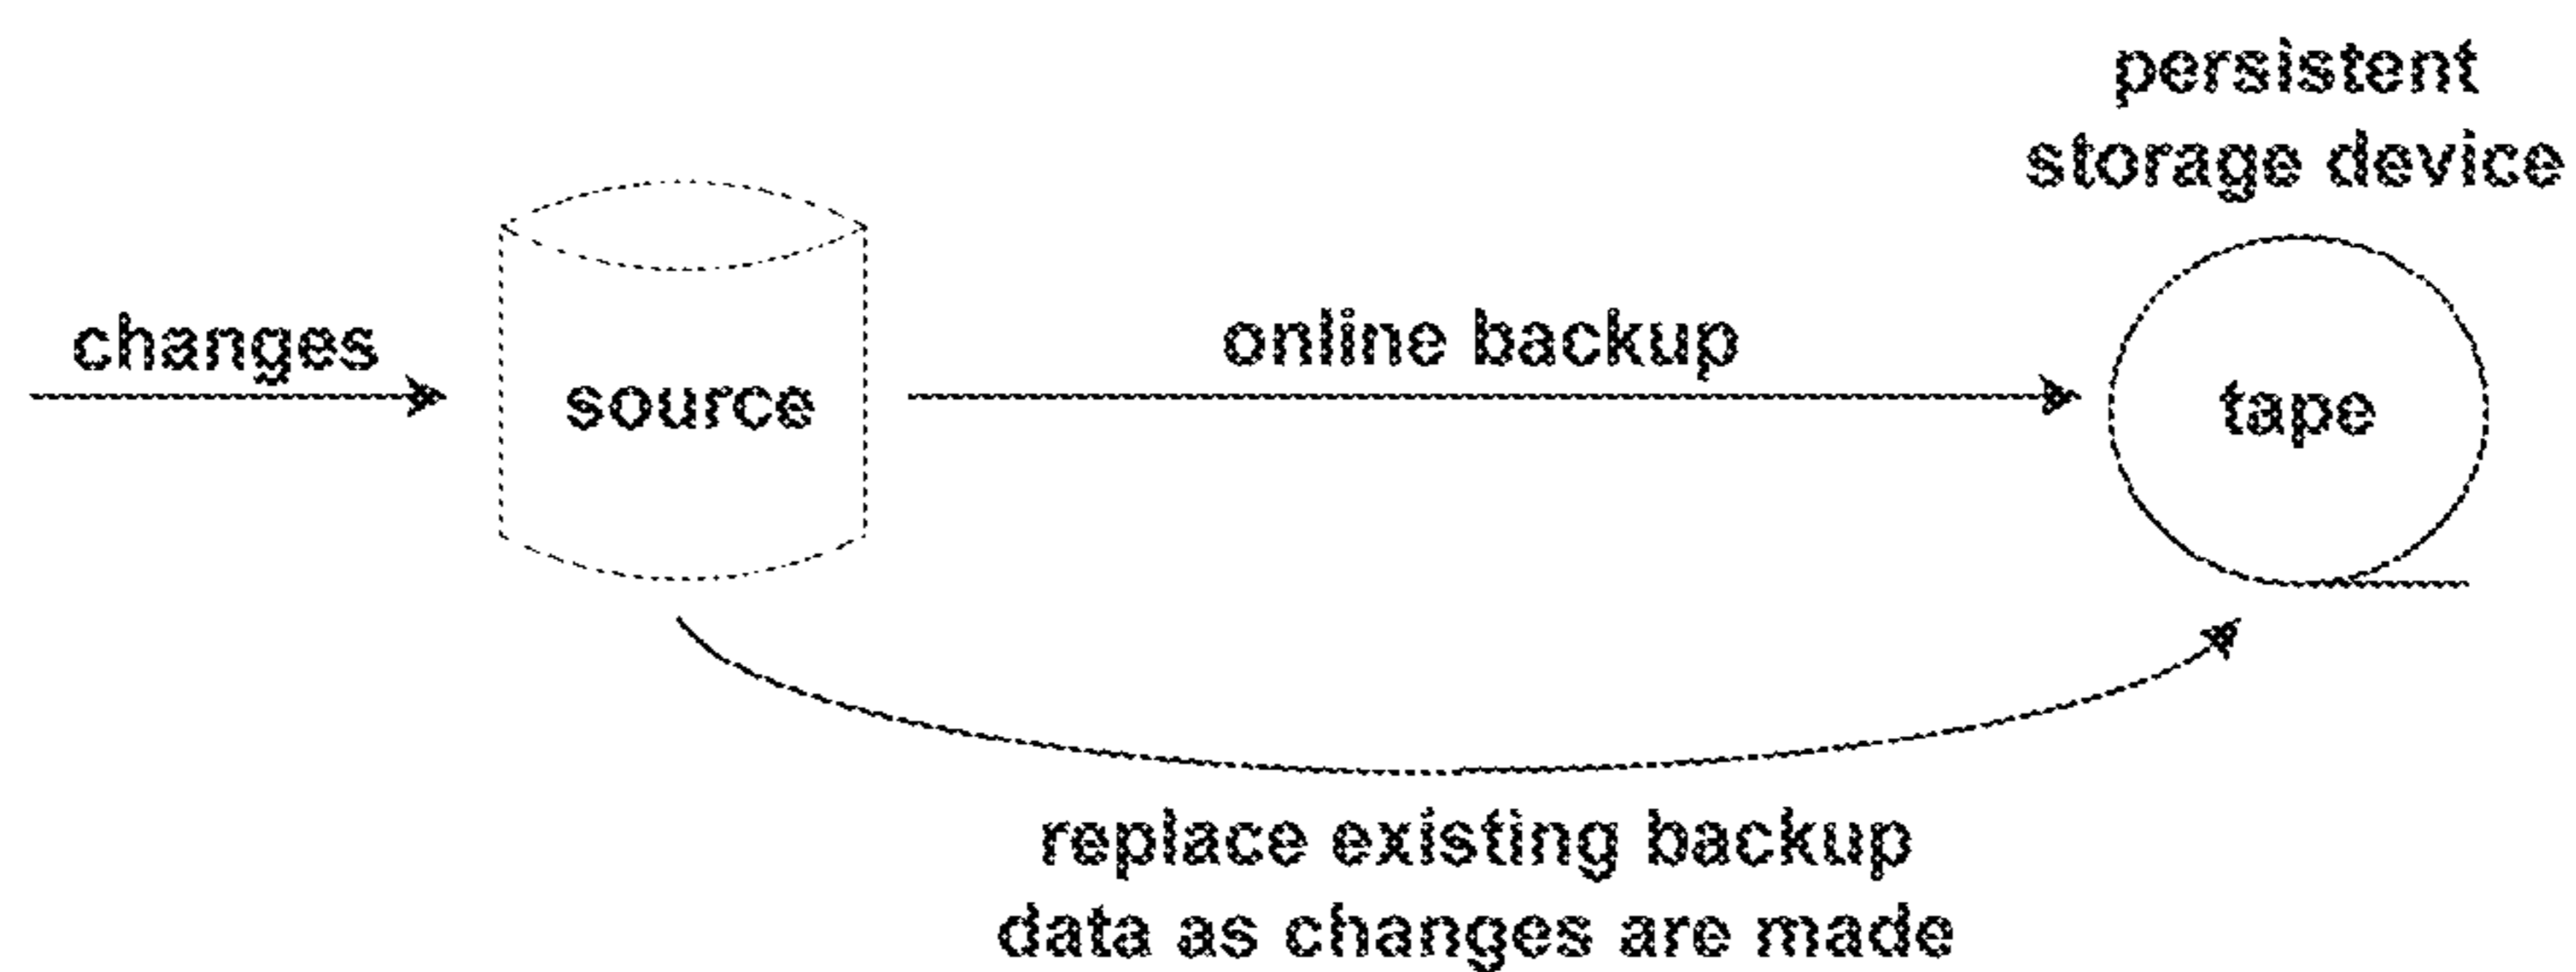 persistent
storage device
changes
source
online backup
tape
replace existing backup
data as changes are made